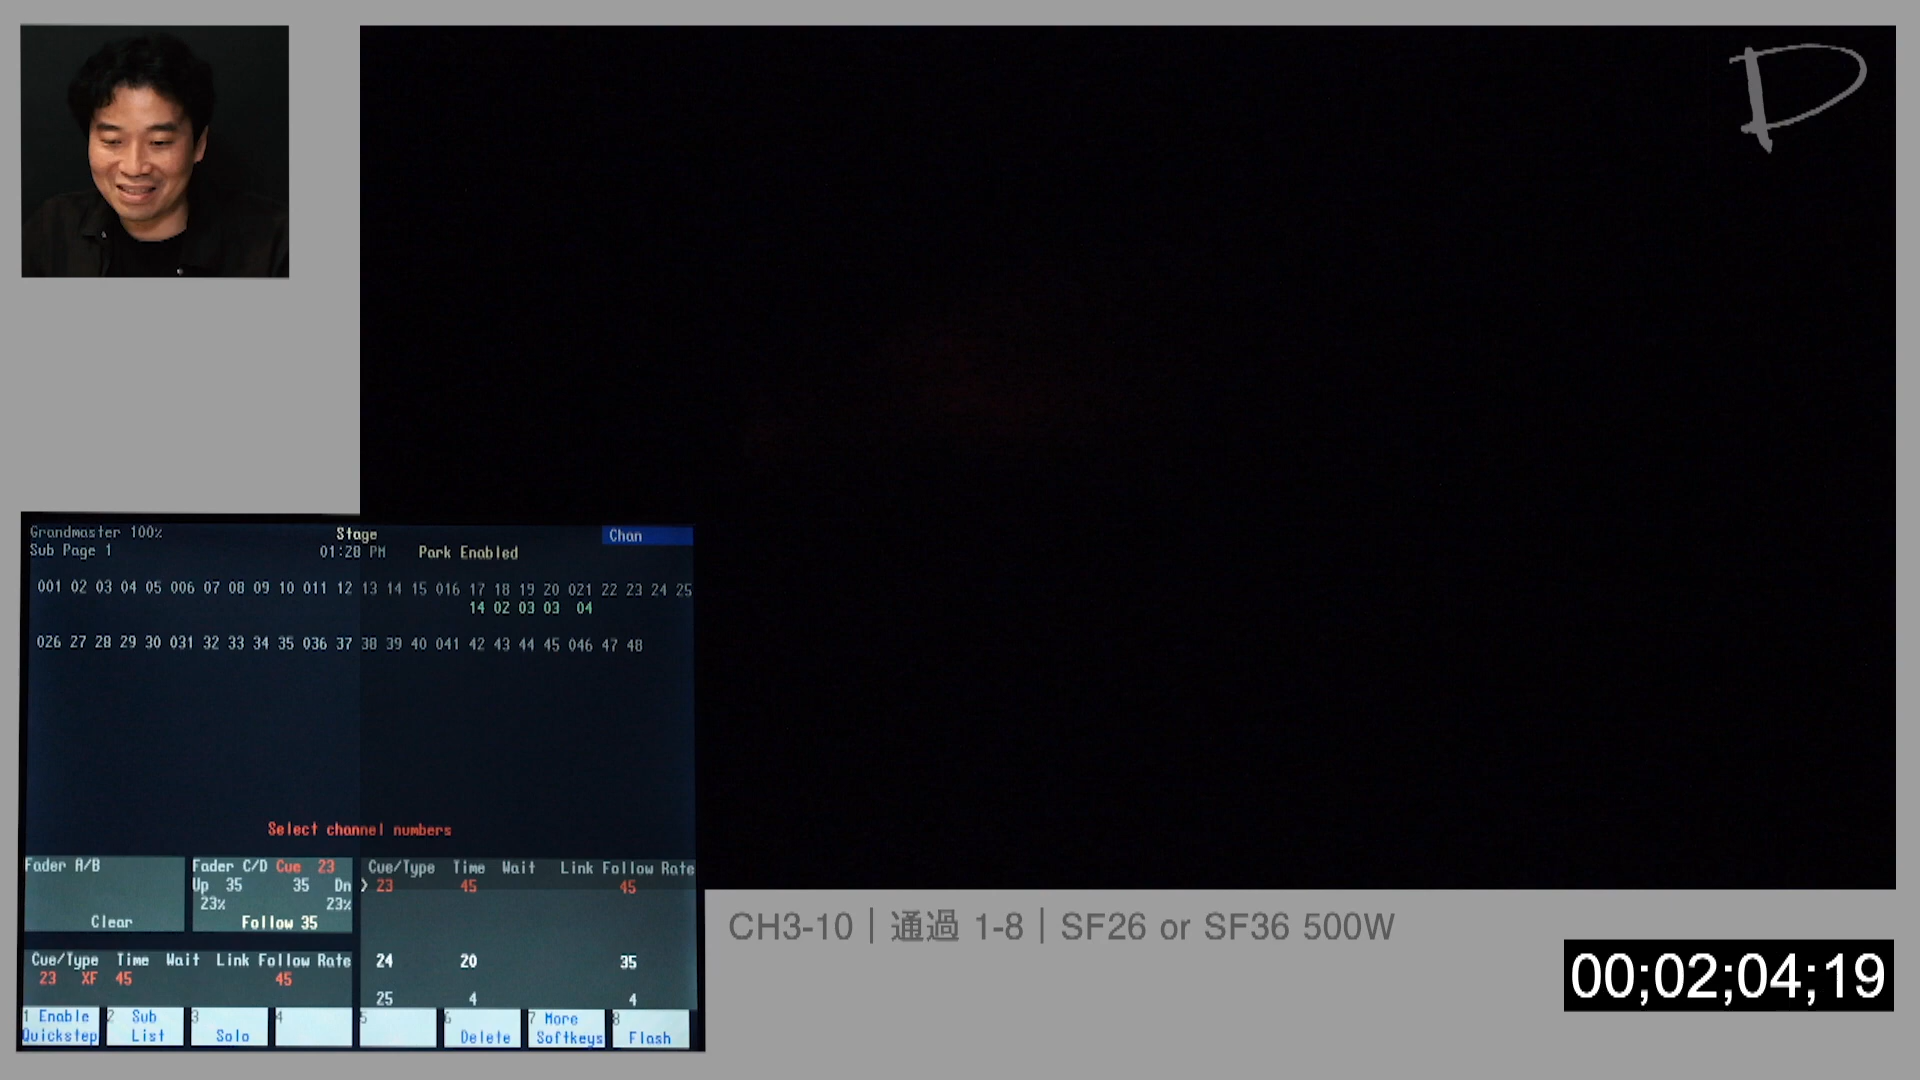 D
Grandmaster 100%
Stage
Chan
Sub Page 1
01:28 PM
Park Enabled
001 02 03 04 05 006 07 08 09 10 011 12 13 14 15 016 17 18 19 20 021 22 23 24 25
14 02 03 03 04
026 27 28 29 30 031 32 33 34 35 036 37 38 39 40 041 42 43 44 45 046 47 48
Select channel numbers
Fader A/B
Clear
Fader C/D Cue 23
Up 35 35 Dn
23% 23%
Follow 35
Cue/Type Time Wait Link Follow Rate
23 45 45
24 20 35
25 4 4
Cue/Type Time Wait Link Follow Rate
23 XF 45 45
1 Enable Quickstep
2 Sub List
3 Solo
4
5
6 Delete
7 More Softkeys
8 Flash
CH3-10｜通過 1-8｜SF26 or SF36 500W
00;02;04;19